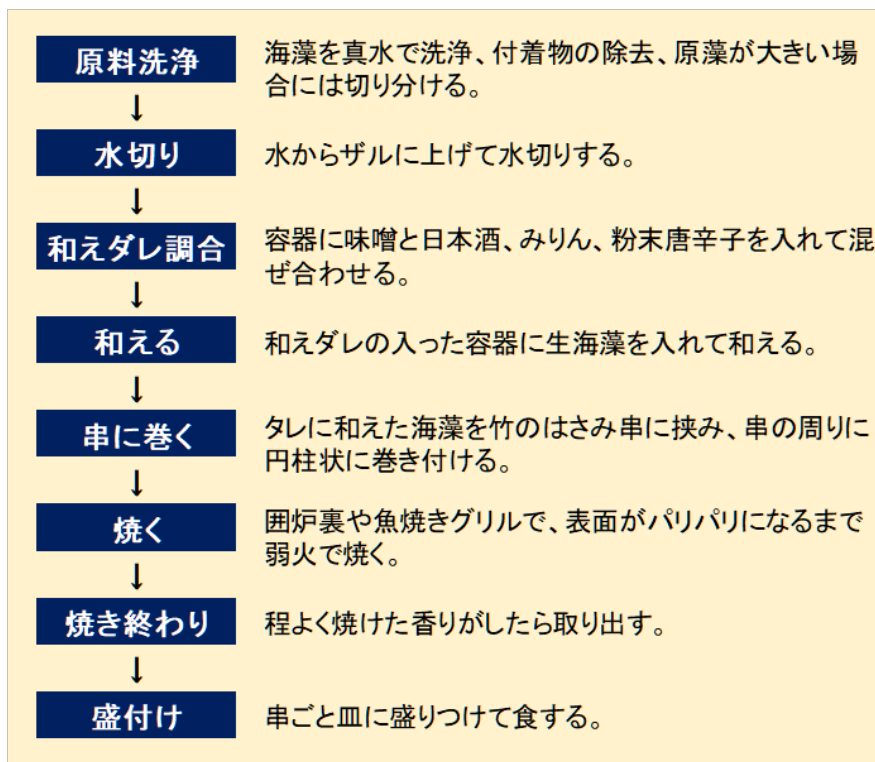 原料洗浄
海藻を真水で洗浄、付着物の除去、原藻が大きい場
合には切り分ける。
↓
水切り
水からザルに上げて水切りする。
↓
和えダレ調合
容器に味噌と日本酒、みりん、粉末唐辛子を入れて混
ぜ合わせる。
↓
和える
和えダレの入った容器に生海藻を入れて和える。
↓
串に巻く
タレに和えた海藻を竹のはさみ串に挟み、串の周りに
円柱状に巻き付ける。
↓
焼く
囲炉裏や魚焼きグリルで、表面がパリパリになるまで
弱火で焼く。
↓
焼き終わり
程よく焼けた香りがしたら取り出す。
↓
盛付け
串ごと皿に盛りつけて食する。